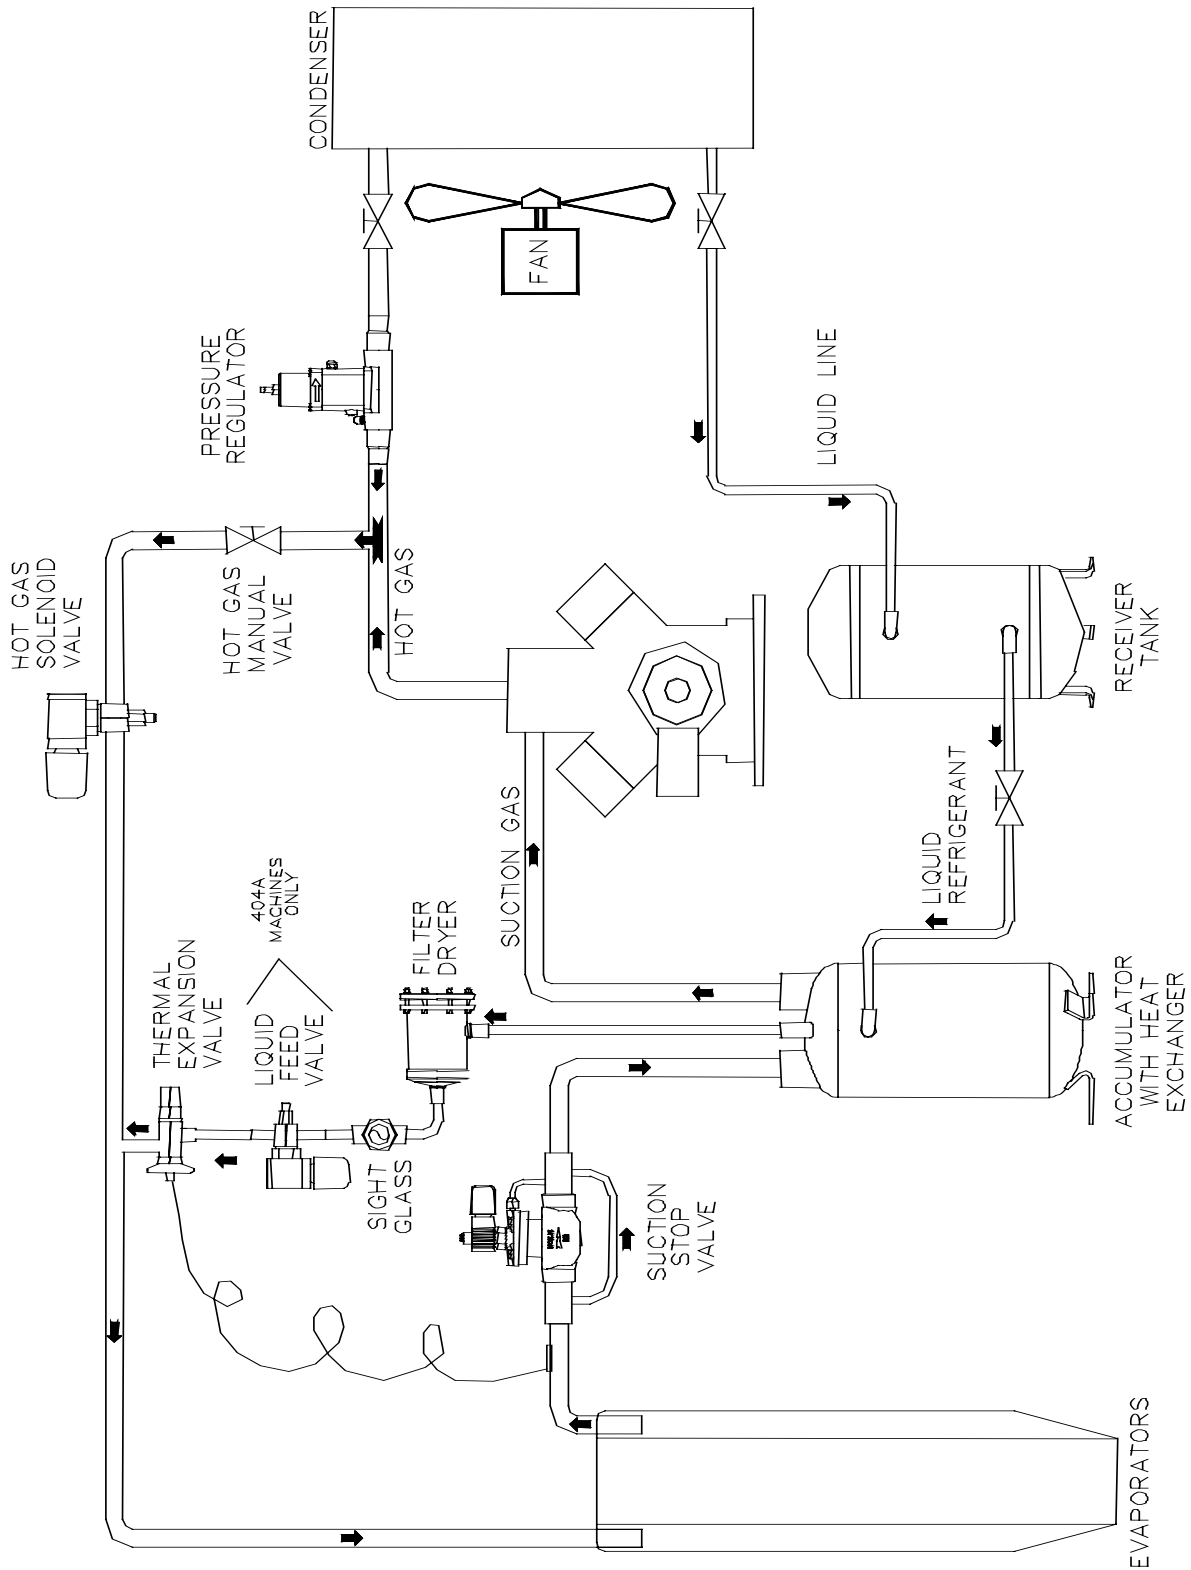 CONDENSER
FAN
PRESSURE
REGULATOR
LIQUID LINE
HOT GAS
SOLENOID
VALVE
HOT GAS
MANUAL
VALVE
HOT GAS
RECEIVER
TANK
SUCTION GAS
LIQUID
REFRIGERANT
404A
MACHINES
ONLY
THERMAL
EXPANSION
VALVE
LIQUID
FEED
VALVE
FILTER
DRYER
ACCUMULATOR
WITH HEAT
EXCHANGER
SIGHT
GLASS
SUCTION
STOP
VALVE
EVAPORATORS